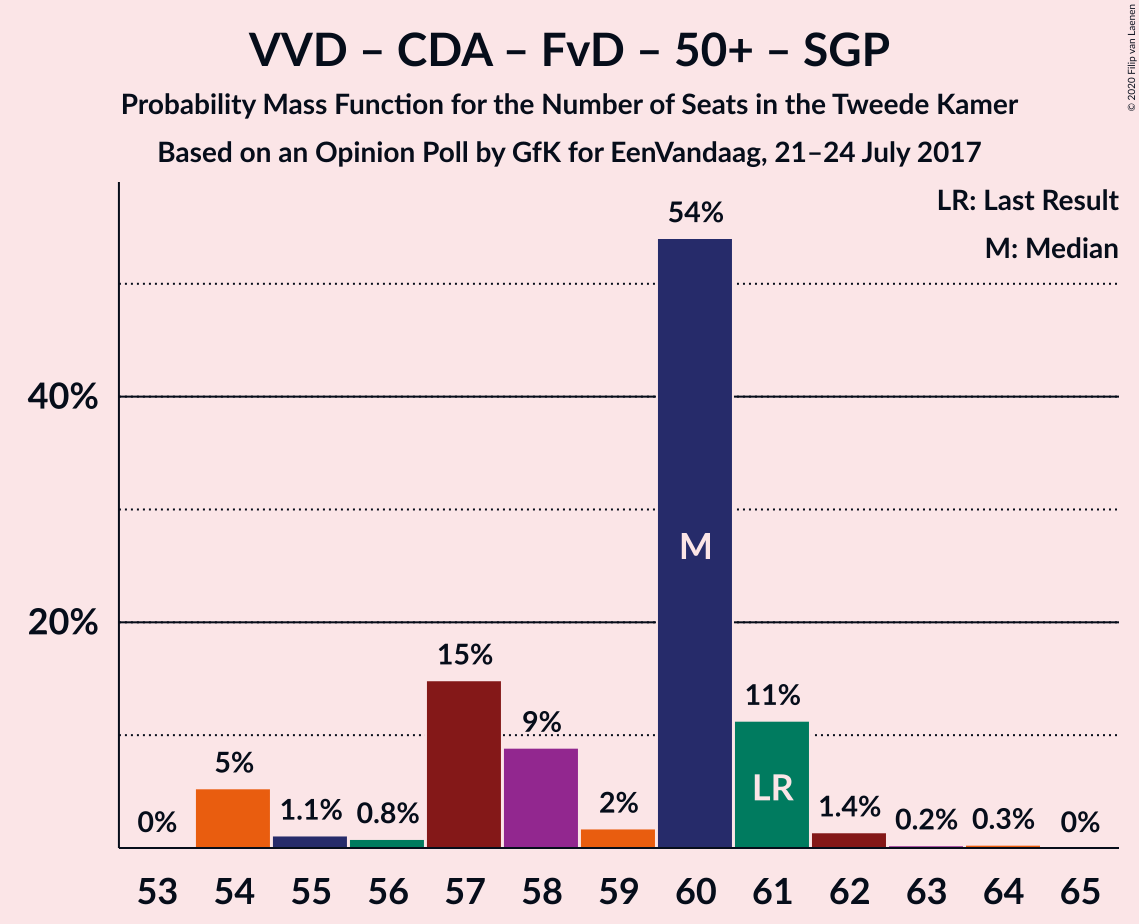 VVD – CDA – FvD – 50+ – SGP
Probability Mass Function for the Number of Seats in the Tweede Kamer
Based on an Opinion Poll by GfK for EenVandaag, 21–24 July 2017
© 2020 Filip van Laenen
LR: Last Result
M: Median
40%
20%
0%
5%
1.1%
0.8%
15%
9%
2%
54%
11%
1.4%
0.2%
0.3%
0%
M
LR
53 54 55 56 57 58 59 60 61 62 63 64 65